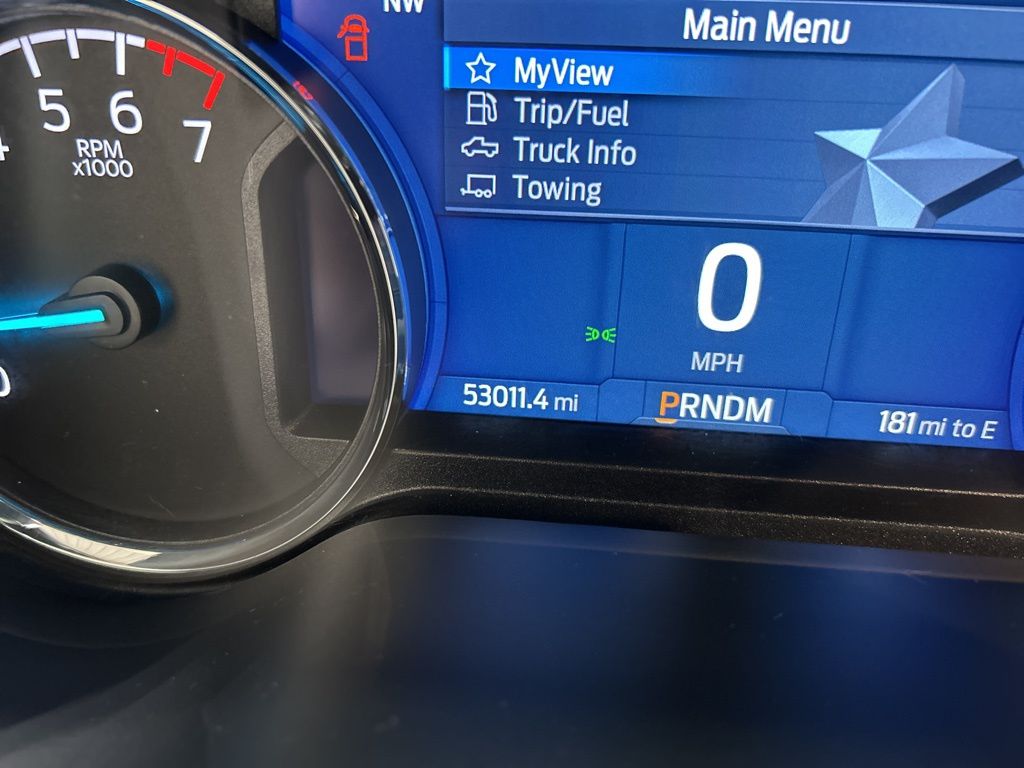 NW
Main Menu
MyView
Trip/Fuel
Truck Info
Towing
5 6 7
RPM
x1000
0
MPH
53011.4 mi
PRNDM
181 mi to E